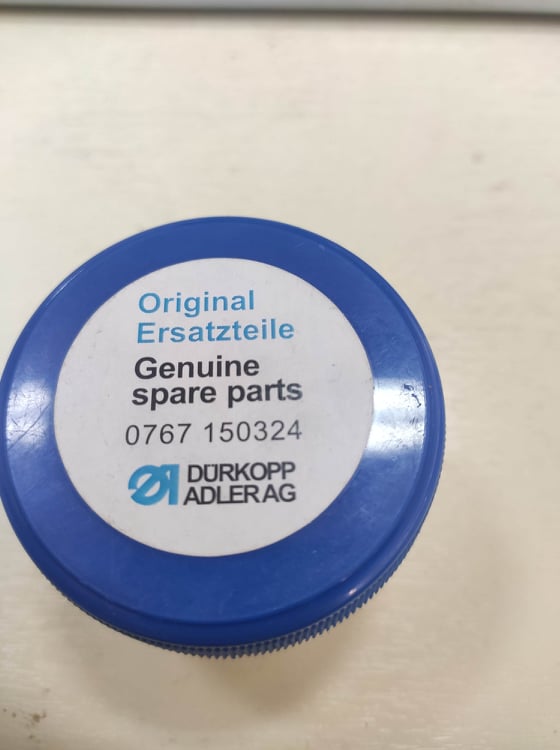 Original
Ersatzteile
Genuine
spare parts
0767 150324
DÜRKOPP
ADLER AG